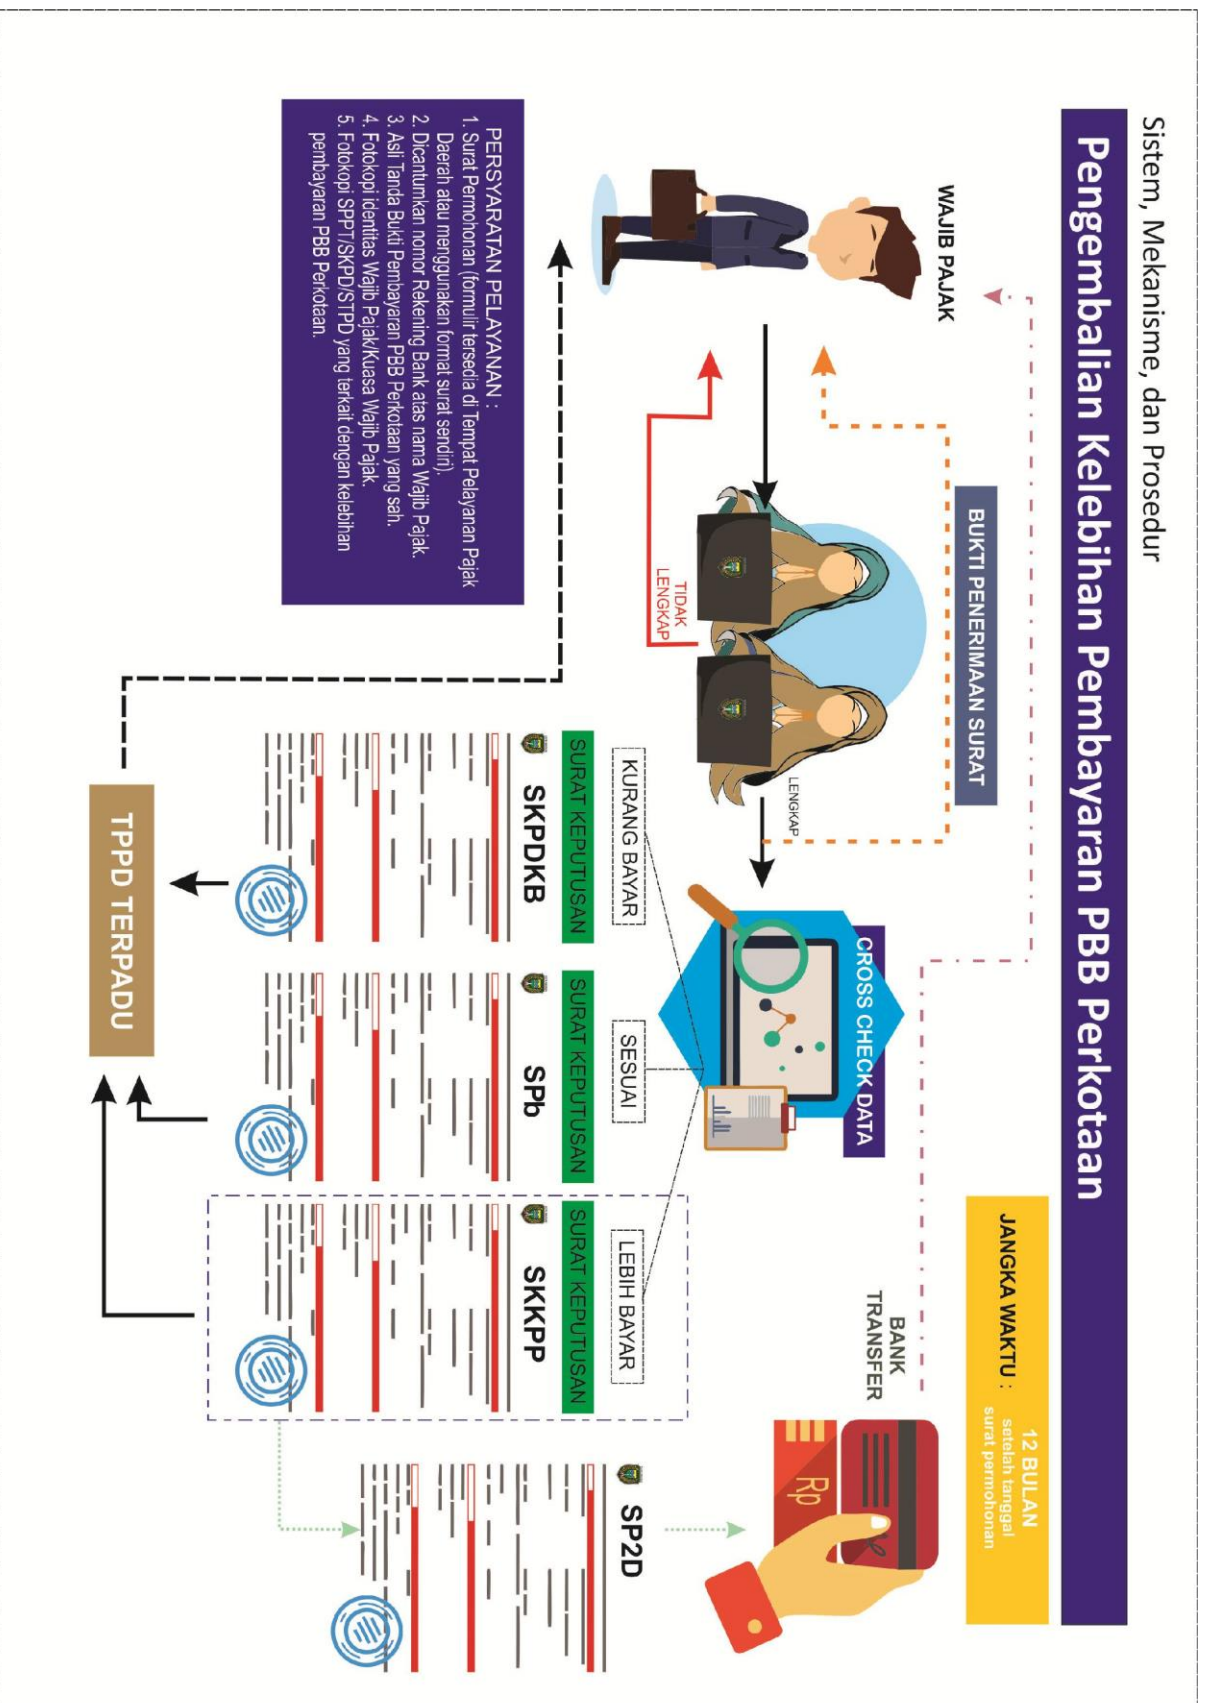 Sistem, Mekanisme, dan Prosedur
Pengembalian Kelebihan Pembayaran PBB Perkotaan
JANGKA WAKTU :
12 BULAN
setelah tanggal
surat permohonan
WAJIB PAJAK
BUKTI PENERIMAAN SURAT
TIDAK
LENGKAP
LENGKAP
CROSS CHECK DATA
BANK
TRANSFER
Rp
KURANG BAYAR
SESUAI
LEBIH BAYAR
SURAT KEPUTUSAN
SURAT KEPUTUSAN
SURAT KEPUTUSAN
SKPDKB
SPb
SKKPP
SP2D
PERSYARATAN PELAYANAN :
1. Surat Permohonan (formulir tersedia di Tempat Pelayanan Pajak
Daerah atau menggunakan format surat sendiri).
2. Dicantumkan nomor Rekening Bank atas nama Wajib Pajak.
3. Asli Tanda Bukti Pembayaran PBB Perkotaan yang sah.
4. Fotokopi identitas Wajib Pajak/Kuasa Wajib Pajak.
5. Fotokopi SPPT/SKPD/STPD yang terkait dengan kelebihan
pembayaran PBB Perkotaan.
TPPD TERPADU